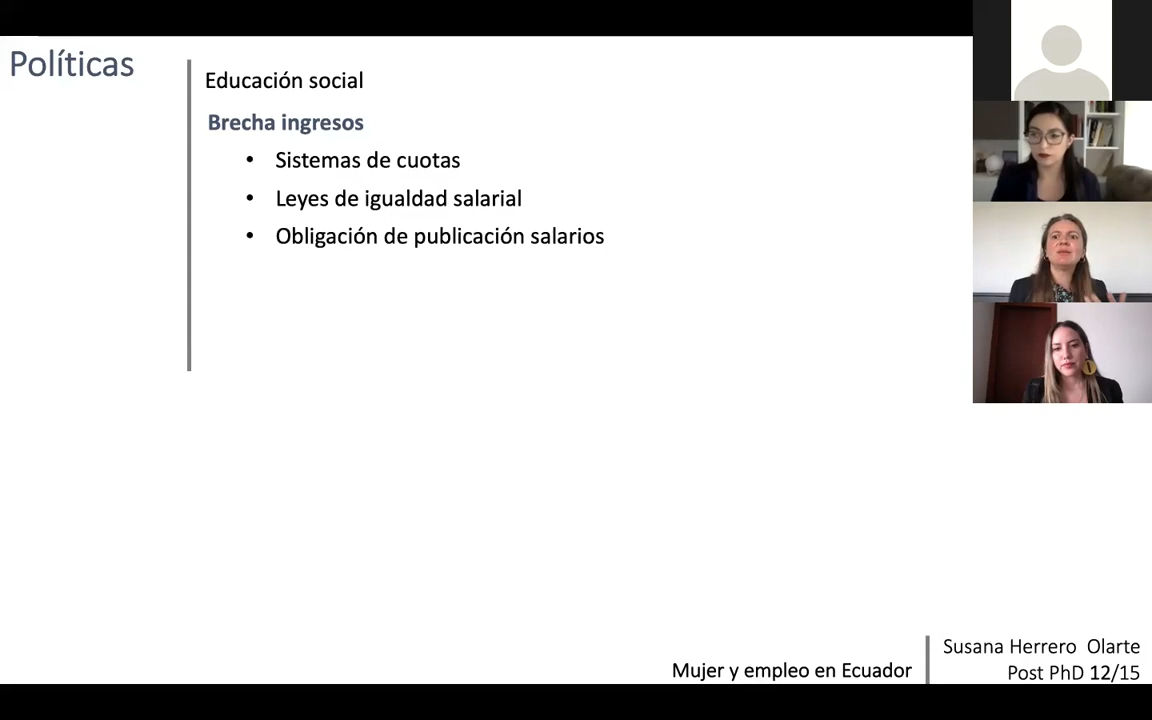 Políticas
Educación social
Brecha ingresos
• Sistemas de cuotas
• Leyes de igualdad salarial
• Obligación de publicación salarios
Mujer y empleo en Ecuador
Susana Herrero Olarte
Post PhD 12/15